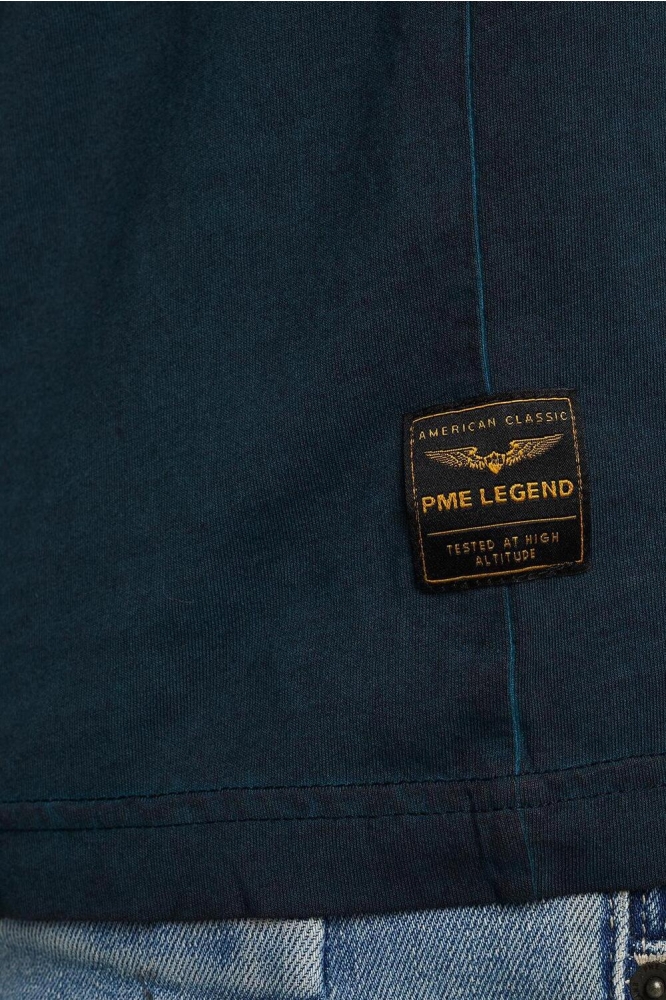 AMERICAN CLASSIC
PME LEGEND
TESTED AT HIGH
ALTITUDE